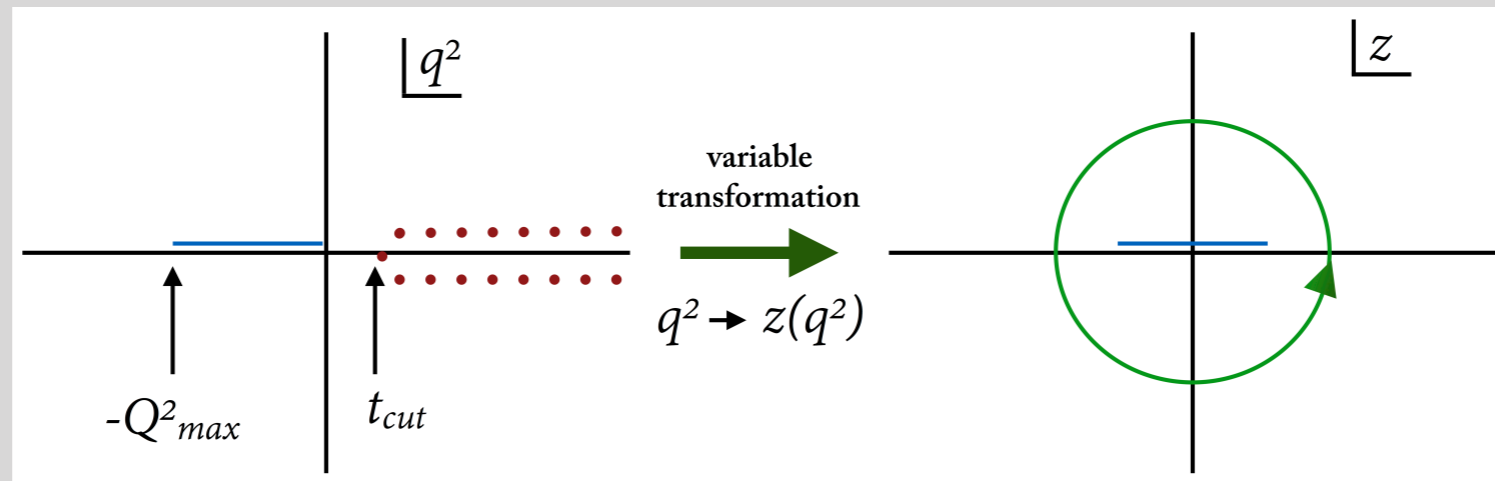 q²
-Q²max
tcut
variable
transformation
q² → z(q²)
z